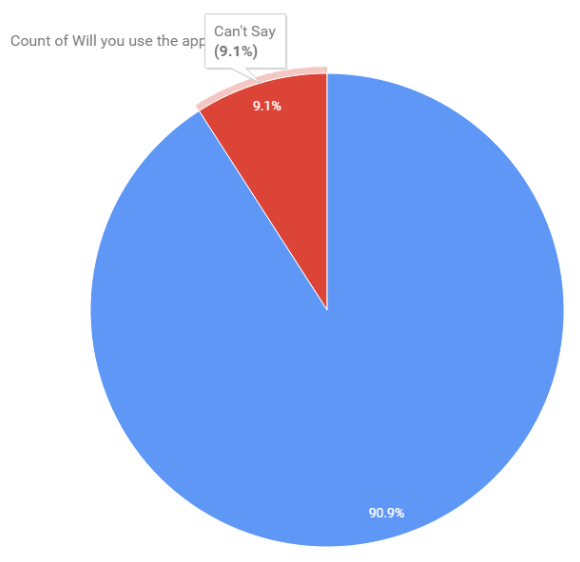 Count of Will you use the app
Can't Say
(9.1%)
9.1%
90.9%